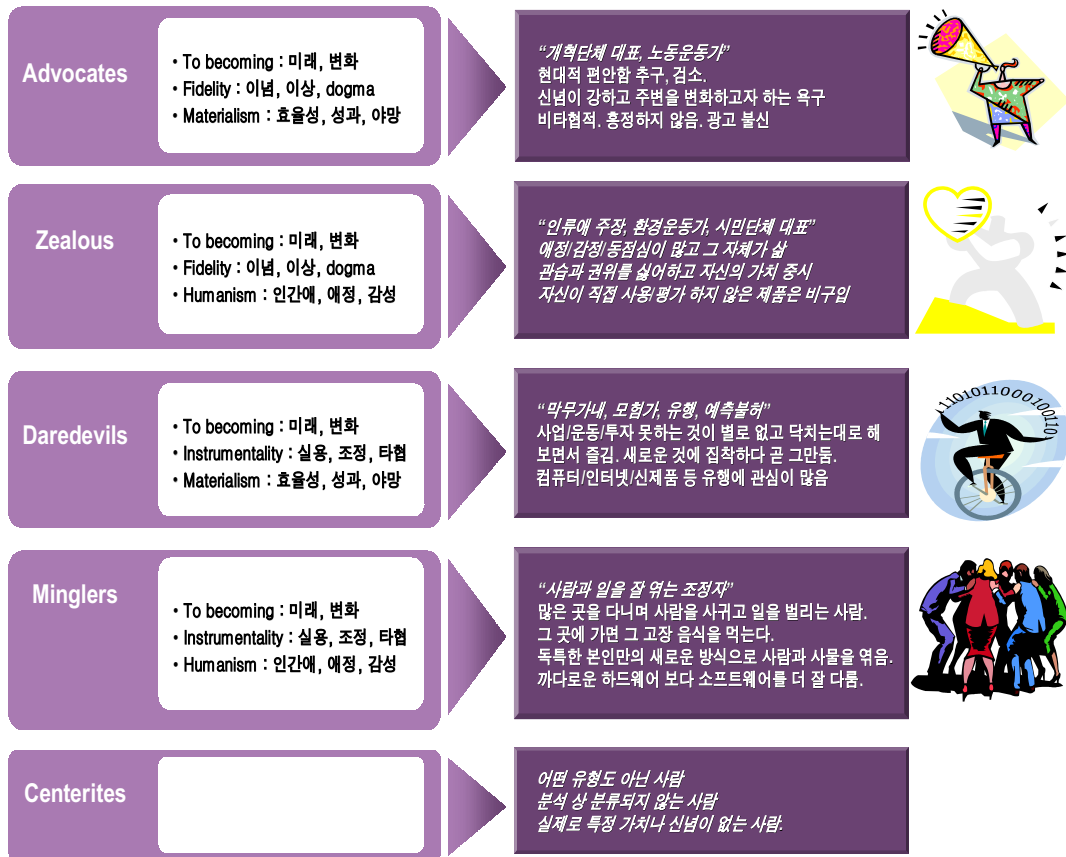 Advocates
• To becoming : 미래, 변화
• Fidelity : 이념, 이상, dogma
• Materialism : 효율성, 성과, 야망
“개혁단체 대표, 노동운동가”
현대적 편안함 추구, 검소.
신념이 강하고 주변을 변화하고자 하는 욕구
비타협적. 흥정하지 않음. 광고 불신
Zealous
• To becoming : 미래, 변화
• Fidelity : 이념, 이상, dogma
• Humanism : 인간애, 애정, 감성
“인류애 주장, 환경운동가, 시민단체 대표”
애정/감정/동점심이 많고 그 자체가 삶
관습과 권위를 싫어하고 자신의 가치 중시
자신이 직접 사용/평가 하지 않은 제품은 비구입
Daredevils
• To becoming : 미래, 변화
• Instrumentality : 실용, 조정, 타협
• Materialism : 효율성, 성과, 야망
“막무가내, 모험가, 유행, 예측불허”
사업/운동/투자 못하는 것이 별로 없고 닥치는대로 해
보면서 즐김. 새로운 것에 집착하다 곧 그만둠.
컴퓨터/인터넷/신제품 등 유행에 관심이 많음
11101011000100110
Minglers
• To becoming : 미래, 변화
• Instrumentality : 실용, 조정, 타협
• Humanism : 인간애, 애정, 감성
“사람과 일을 잘 엮는 조정자”
많은 곳을 다니며 사람을 사귀고 일을 벌리는 사람.
그 곳에 가면 그 고장 음식을 먹는다.
독특한 본인만의 새로운 방식으로 사람과 사물을 엮음.
까다로운 하드웨어 보다 소프트웨어를 더 잘 다룸.
Centerites
어떤 유형도 아닌 사람
분석 상 분류되지 않는 사람
실제로 특정 가치나 신념이 없는 사람.